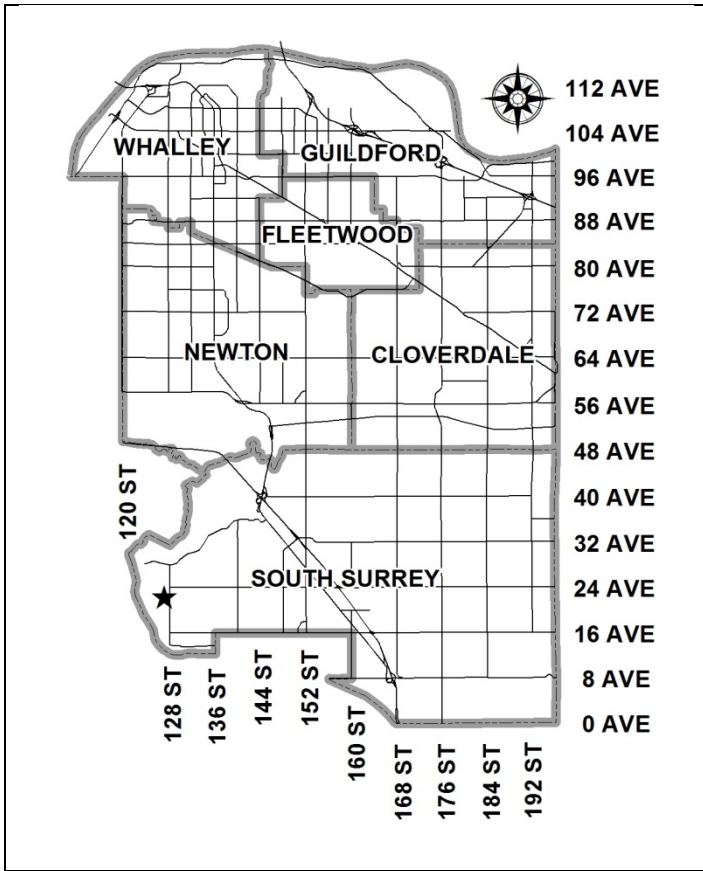 112 AVE
104 AVE
WHALLEY
GUILDFORD
96 AVE
88 AVE
FLEETWOOD
80 AVE
72 AVE
NEWTON
CLOVERDALE
64 AVE
56 AVE
48 AVE
120 ST
40 AVE
32 AVE
SOUTH SURREY
24 AVE
16 AVE
128 ST
136 ST
144 ST
152 ST
160 ST
8 AVE
0 AVE
168 ST
176 ST
184 ST
192 ST